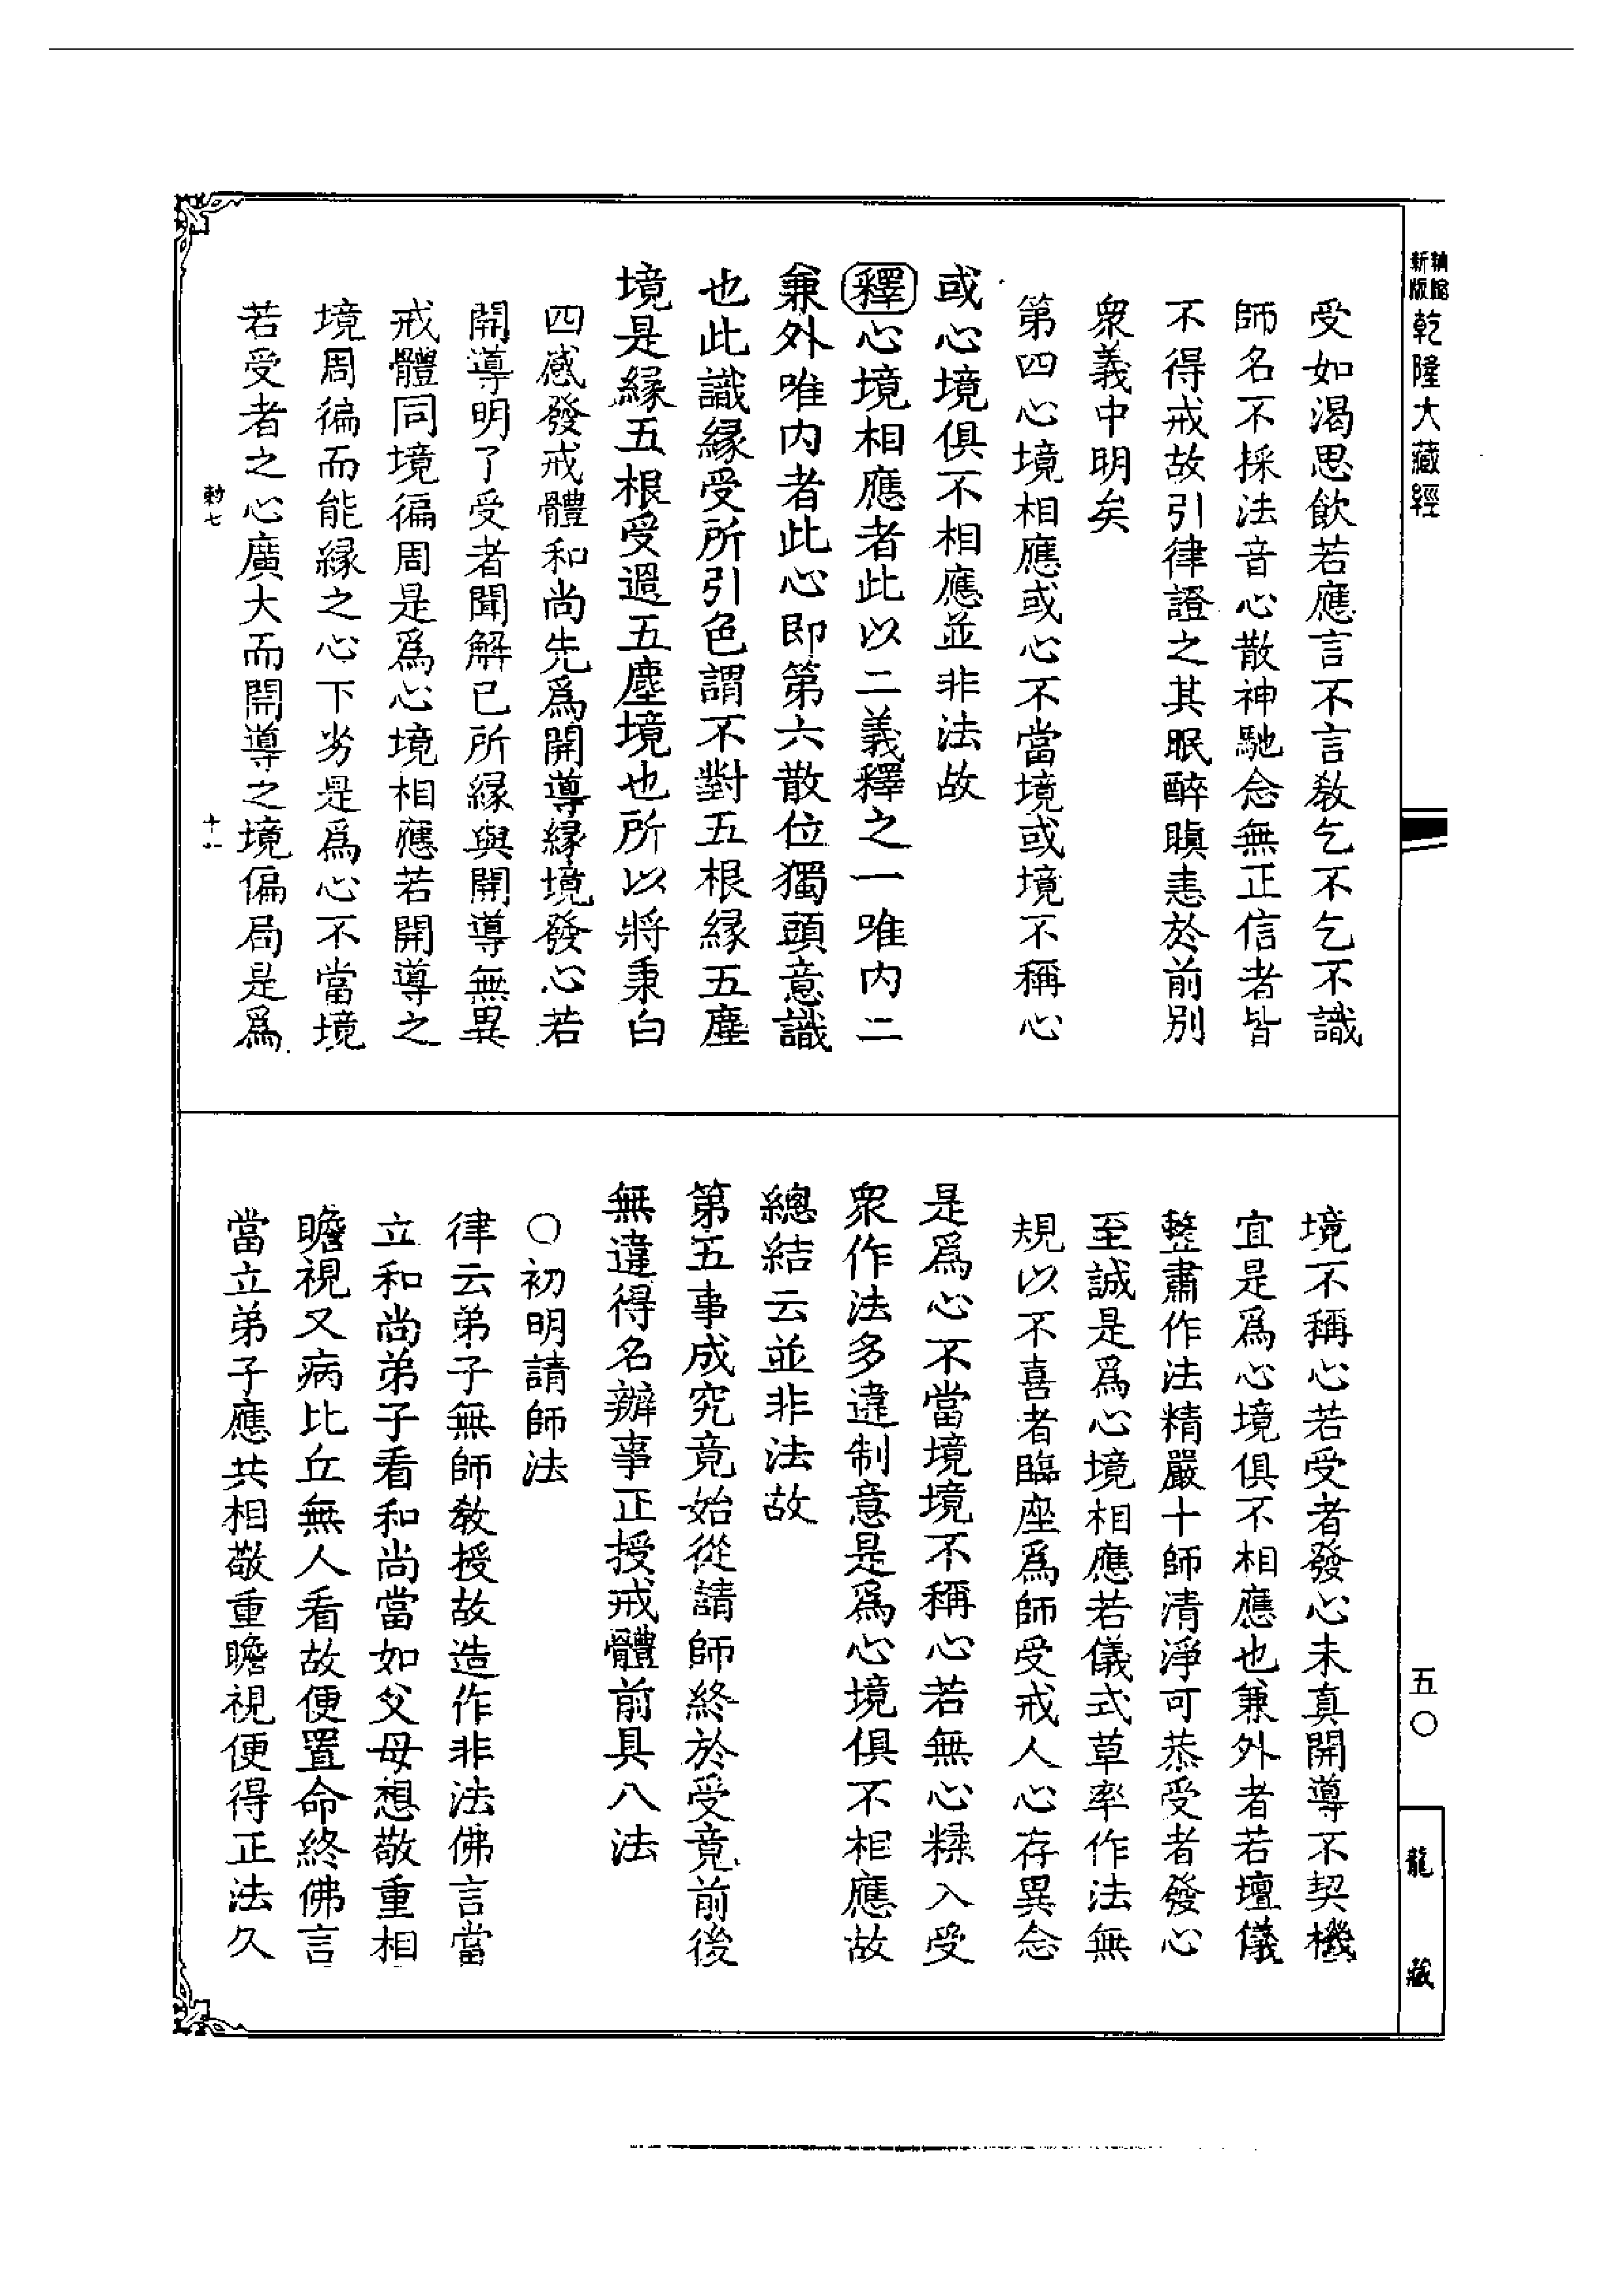 新版
乾隆大藏經
受如渴思飲若應言不言教乞不乞不識
師名不採法音心散神馳念無正信者皆
不得戒故引律證之其眠醉瞋恚於前別
衆義中明矣
第四心境相應或心不當境或境不稱心
或心境俱不相應並非法故
釋心境相應者此以二義釋之一唯内二
兼外唯内者此心即第六散位獨頭意識
也此識緣受所引色謂不對五根緣五塵
境是緣五根受過五塵境也所以將秉白
四感發戒體和尚先爲開導緣境發心若
開導明了受者聞解已所緣與開導無異
戒體同境徧周是爲心境相應若開導之
境周徧而能緣之心下劣是爲心不當境
若受者之心廣大而開導之境偏局是爲
勅七
境不稱心若受者發心未真開導不契機
宜是爲心境俱不相應也兼外者若壇儀
整肅作法精嚴十師清淨可恭受者發心
至誠是爲心境相應若儀式草率作法無
規以不喜者臨座爲師受戒人心存異念
是爲心不當境境不稱心若無心糅入受
衆作法多違制意是爲心境俱不相應故
總結云並非法故
第五事成究竟始從請師終於受竟前後
無違得名辦事正授戒體前具八法
○初明請師法
律云弟子無師教授故造作非法佛言當
立和尚弟子看和尚當如父母想敬重相
瞻視又病比丘無人看故便置命終佛言
當立弟子應共相敬重瞻視便得正法久
五〇
龍藏